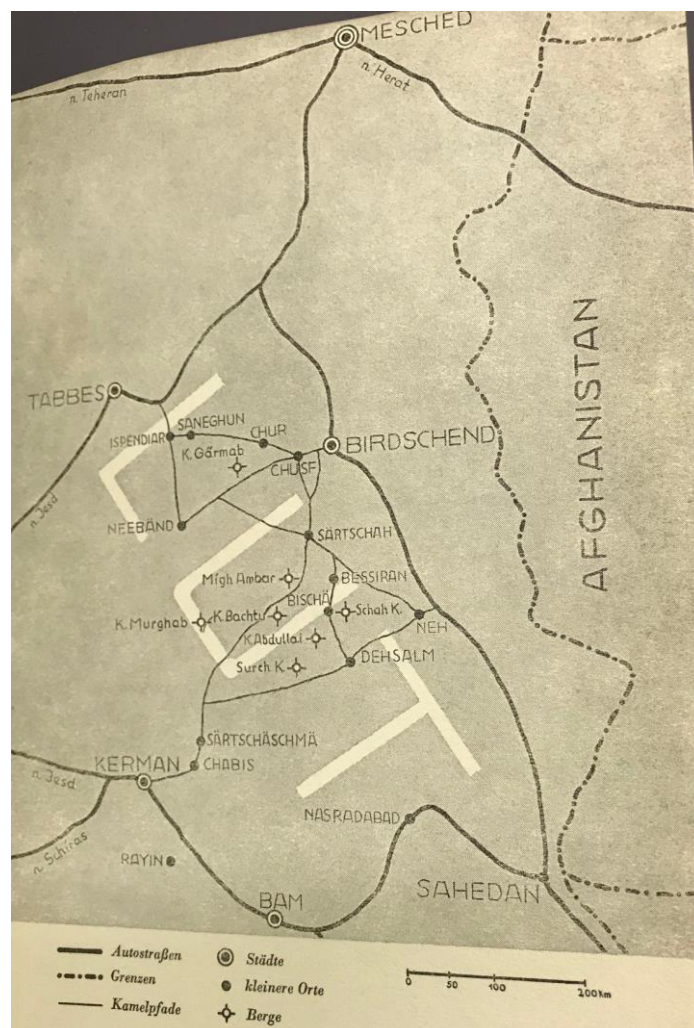 MESCHED
n. Herat
n. Teheran
AFGHANISTAN
TABBES
SANEGHUN
ISPENDIAR
CHUR
BIRDSCHEND
K. Gärmab
CHUSF
n. Jesd
NEEBÄND
LUT
SÄRTSCHAH
Migh Ambar
BESSIRAN
BISCHÄ
Schah K.
K. Murghab
K. Bachtu
NEH
K. Abdullai
DEHSALM
Surch K.
SÄRTSCHÄSCHMÄ
KERMAN
CHABIS
n. Jesd
n. Schiras
NASRADABAD
RAYIN
SAHEDAN
BAM
Autostraßen
Grenzen
Kamelpfade
Städte
kleinere Orte
Berge
0 50 100 200 Km